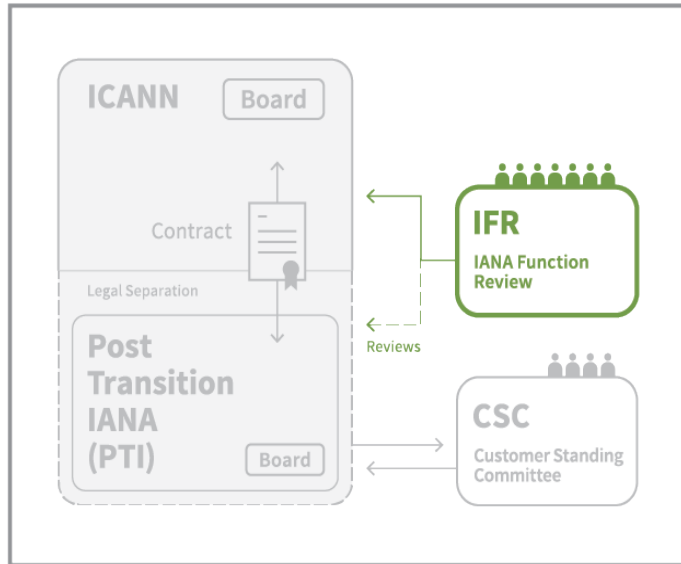 ICANN
Board
Contract
Legal Separation
Post
Transition
IANA
(PTI)
Board
IFR
IANA Function
Review
Reviews
CSC
Customer Standing
Committee